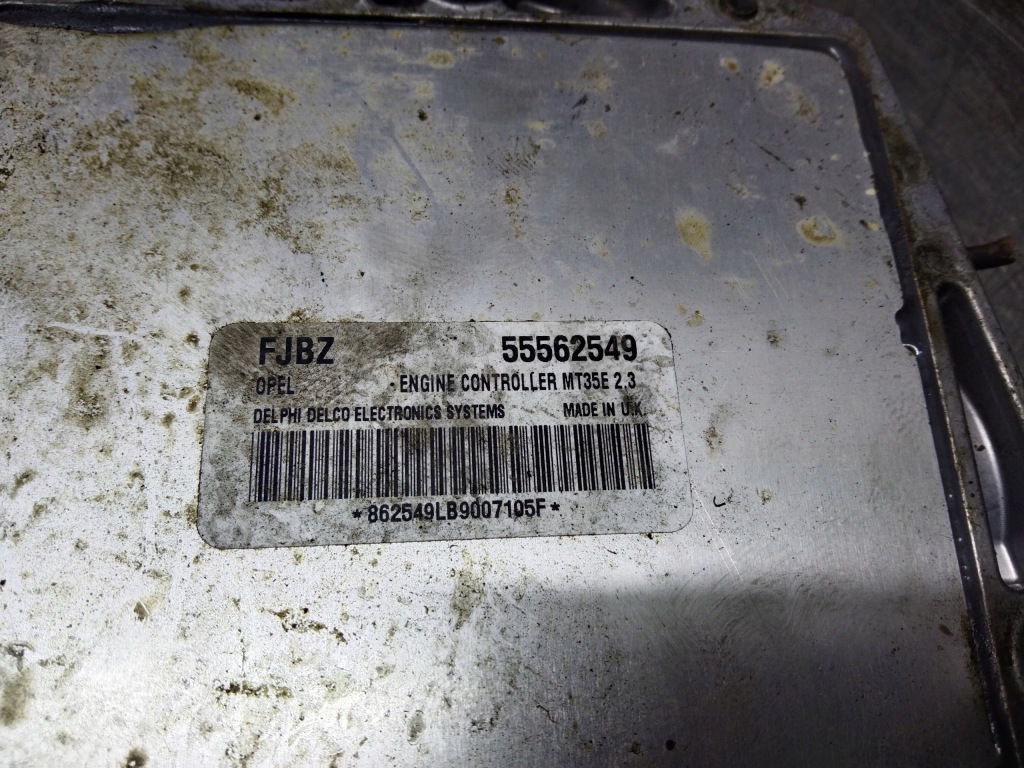 FJBZ 55562549
OPEL - ENGINE CONTROLLER MT35E 2.3
DELPHI DELCO ELECTRONICS SYSTEMS MADE IN U.K.
*862549LB9007105F*